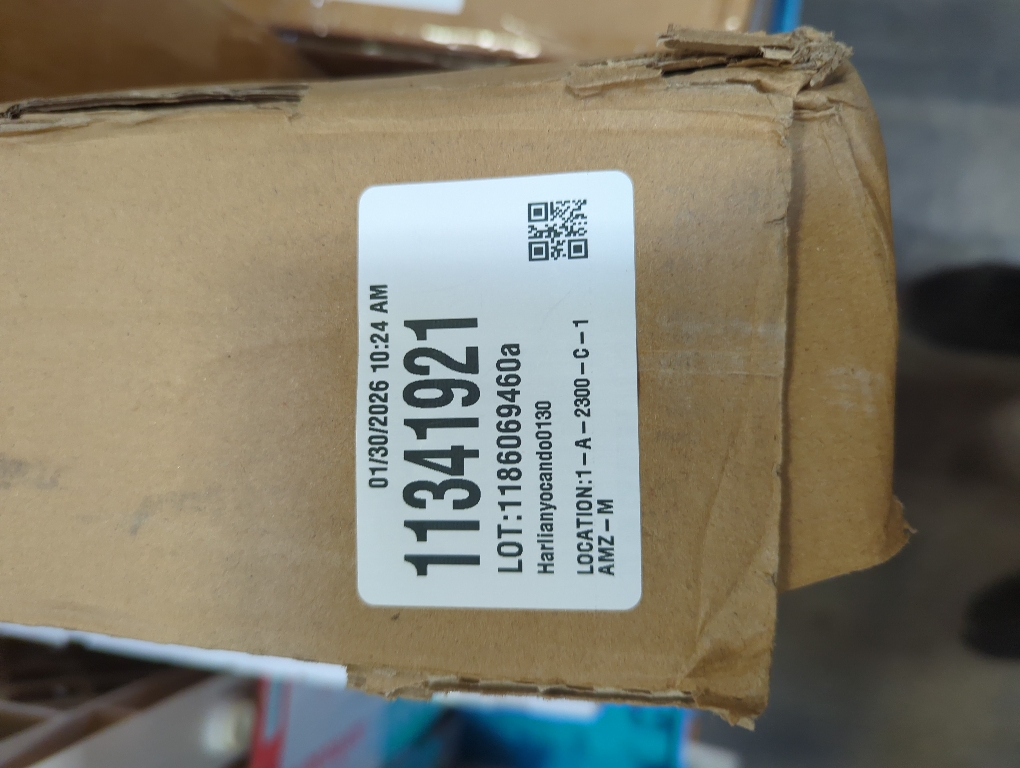 01/30/2026 10:24 AM
11341921
LOT:1186069460a
Harlianyocando0130
LOCATION:1-A-2300-C-1
AMZ-M